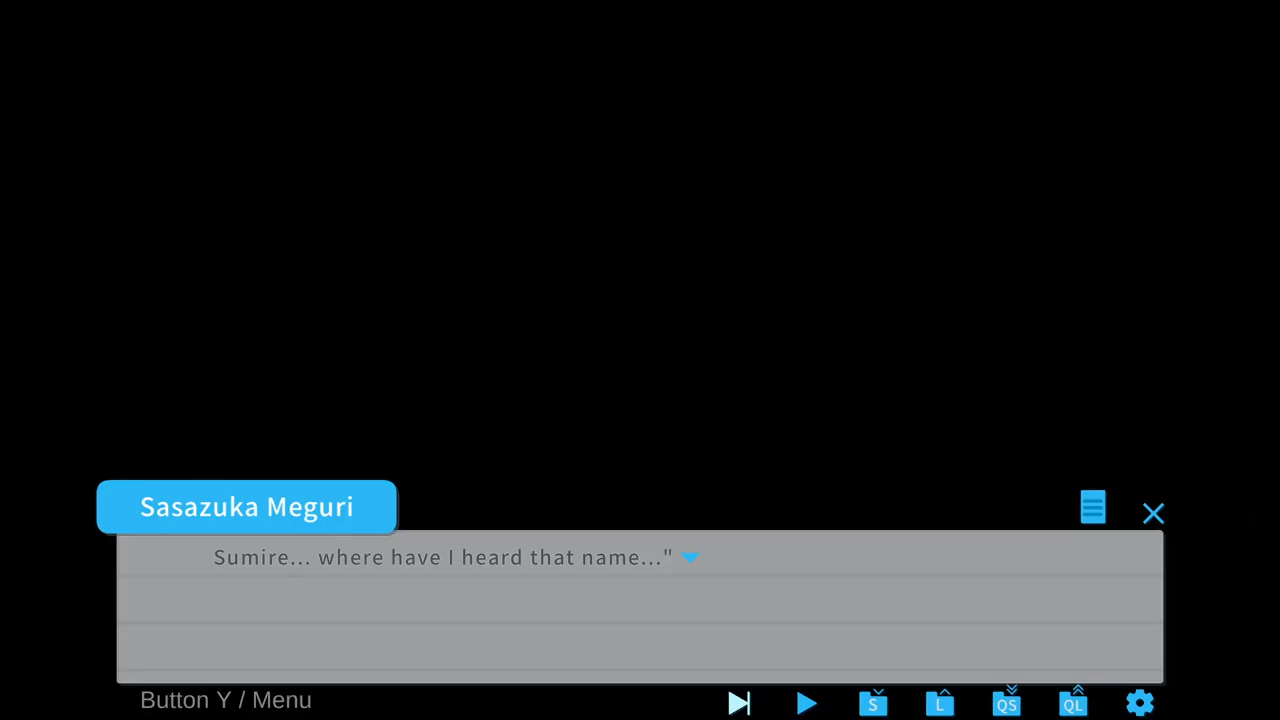 Sasazuka Meguri
Sumire... where have I heard that name..."
Button Y / Menu
S
L
QS
QL